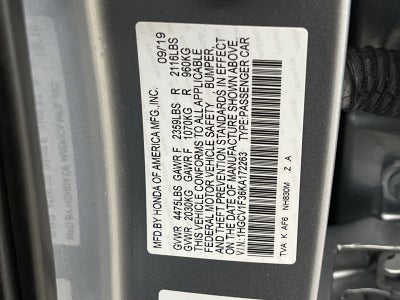 MFD BY HONDA OF AMERICA MFG.,INC. 09/19
GVWR 4475LBS GAWR F 2359LBS R 2116LBS
GVWR 2030KG GAWR F 1070KG R 960KG
THIS VEHICLE CONFORMS TO ALL APPLICABLE
FEDERAL MOTOR VEHICLE SAFETY BUMPER,
AND THEFT PREVENTION STANDARDS IN EFFECT
ON THE DATE OF MANUFACTURE SHOWN ABOVE.
V.I.N:1HGCV1F36KA172263 TYPE:PASSENGER CAR
TVA K AF6 NH830M Z A